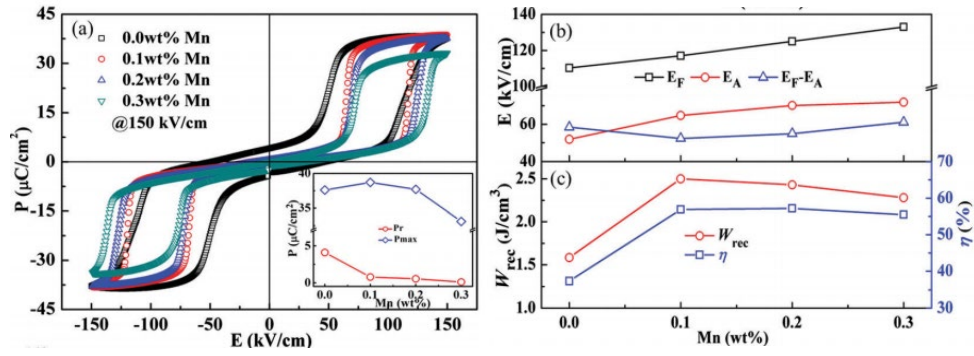 (a)
0.0wt% Mn
0.1wt% Mn
0.2wt% Mn
0.3wt% Mn
@150 kV/cm
P (μC/cm²)
45
30
15
0
-15
-30
-45
-150 -100 -50 0 50 100 150
E (kV/cm)
P (μC/cm²)
40
35
5
0
Pr
Pmax
0.0 0.1 0.2 0.3
Mn (wt%)
(b)
E (kV/cm)
140
120
100
60
40
E_F E_A E_F-E_A
(c)
W_rec (J/cm³)
2.5
2.0
1.5
1.0
W_rec
η
70
60
50
40
30
η (%)
0.0 0.1 0.2 0.3
Mn (wt%)